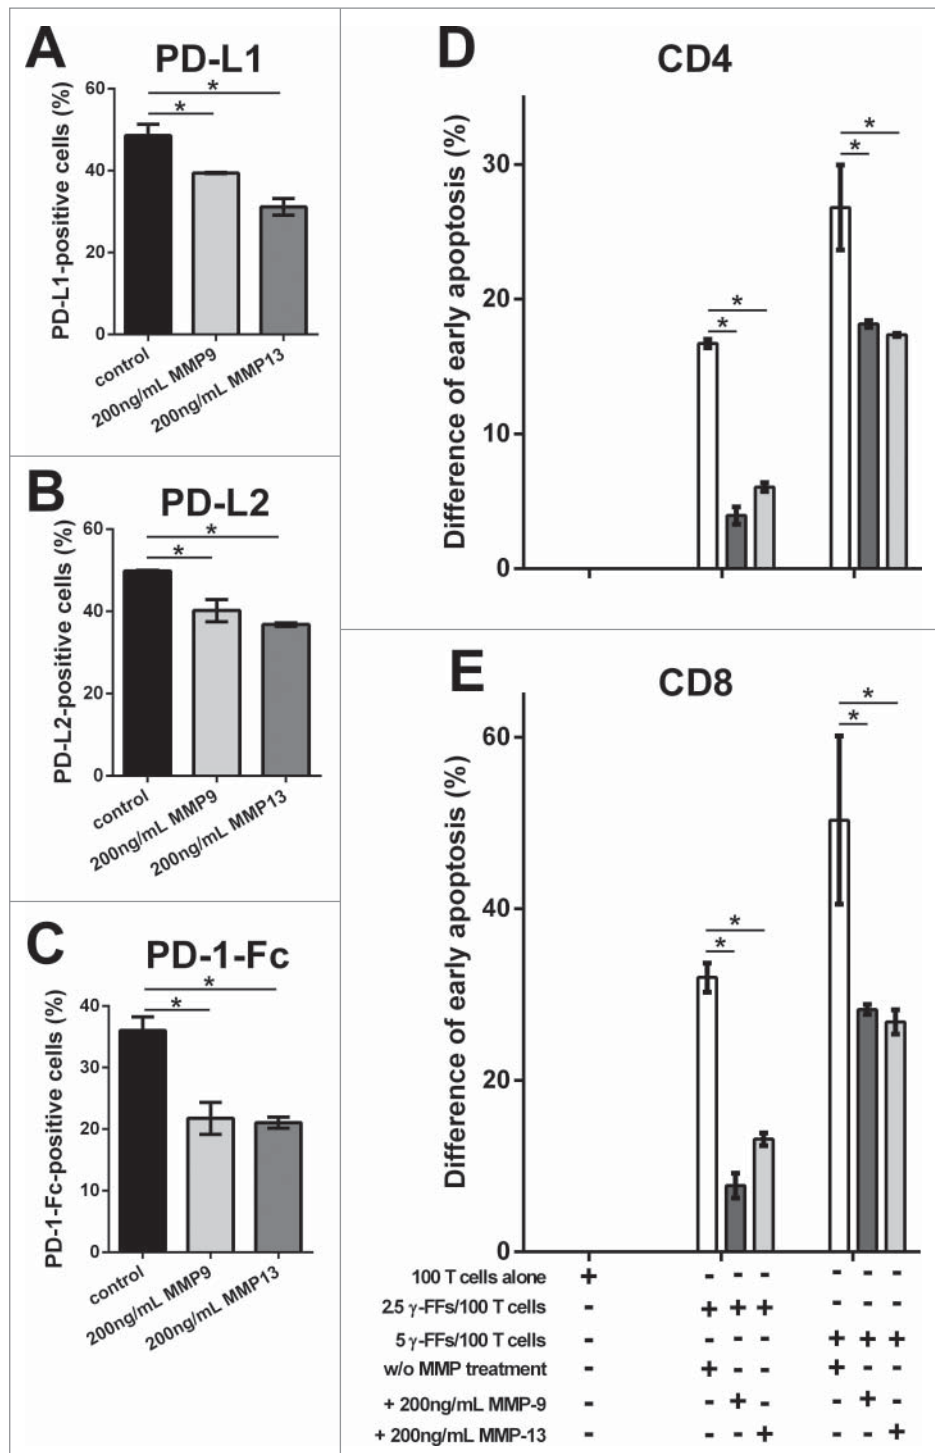 A
PD-L1
PD-L1-positive cells (%)
60
40
20
0
*
*
control
200ng/mL MMP9
200ng/mL MMP13
B
PD-L2
PD-L2-positive cells (%)
60
40
20
0
*
*
control
200ng/mL MMP9
200ng/mL MMP13
C
PD-1-Fc
PD-1-Fc-positive cells (%)
40
30
20
10
0
*
*
control
200ng/mL MMP9
200ng/mL MMP13
D
CD4
Difference of early apoptosis (%)
30
20
10
0
*
*
*
*
E
CD8
Difference of early apoptosis (%)
60
40
20
0
*
*
*
*
100 T cells alone + - - - - - -
2.5 γ-FFs/100 T cells - + + + - - -
5 γ-FFs/100 T cells - - - - + + +
w/o MMP treatment - + - - + - -
+ 200ng/mL MMP-9 - - + - - + -
+ 200ng/mL MMP-13 - - - + - - +